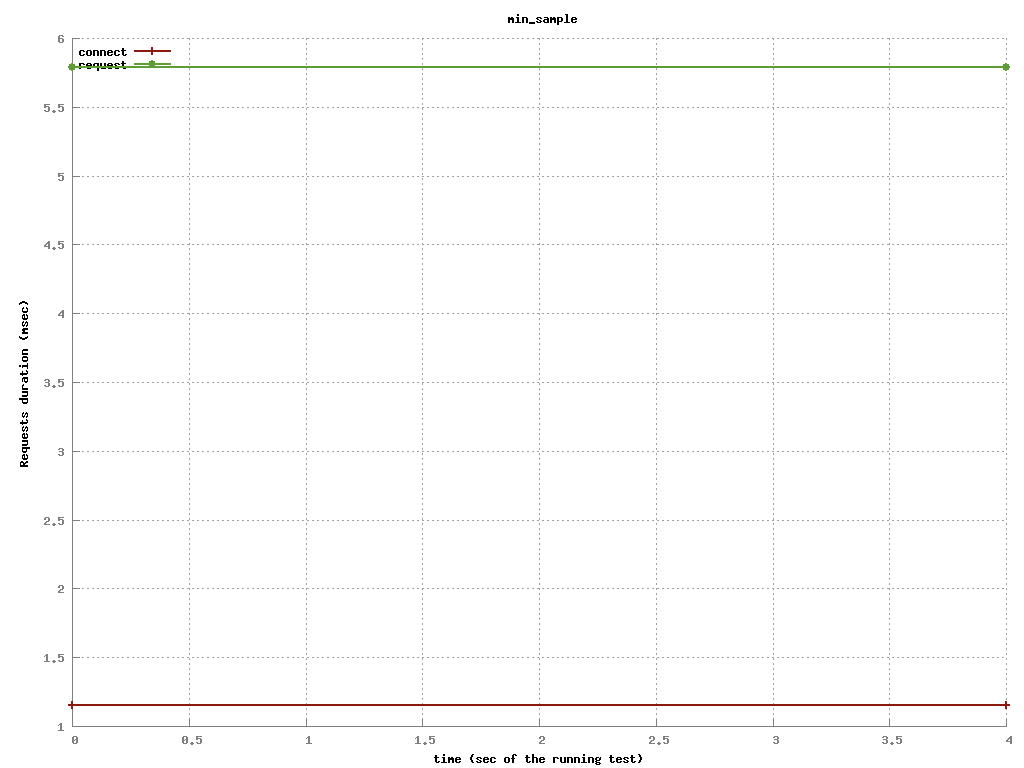 min_sample
connect
request
6
5.5
5
4.5
4
3.5
3
2.5
2
1.5
1
Requests duration (msec)
0 0.5 1 1.5 2 2.5 3 3.5 4
time (sec of the running test)